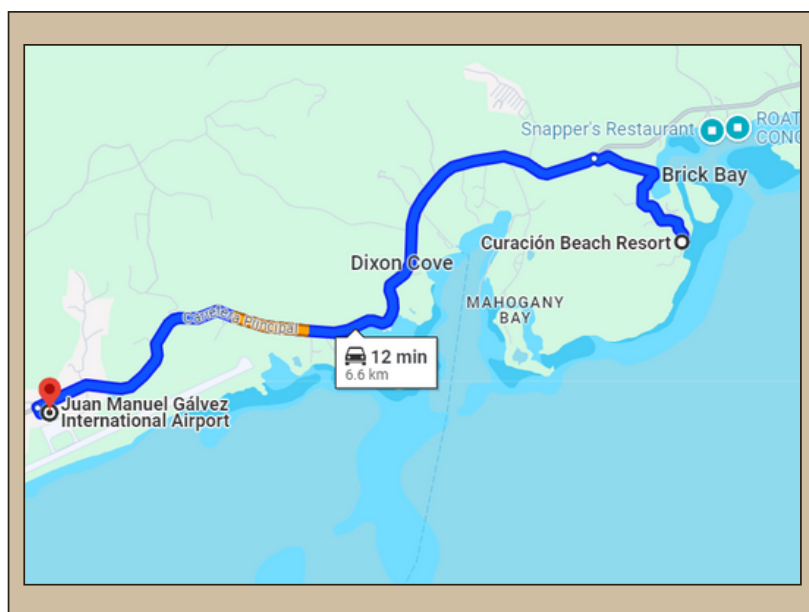 Snapper's Restaurant
ROAT
CONC
Brick Bay
Curación Beach Resort
Dixon Cove
MAHOGANY
BAY
Carretera Principal
12 min
6.6 km
Juan Manuel Gálvez
International Airport